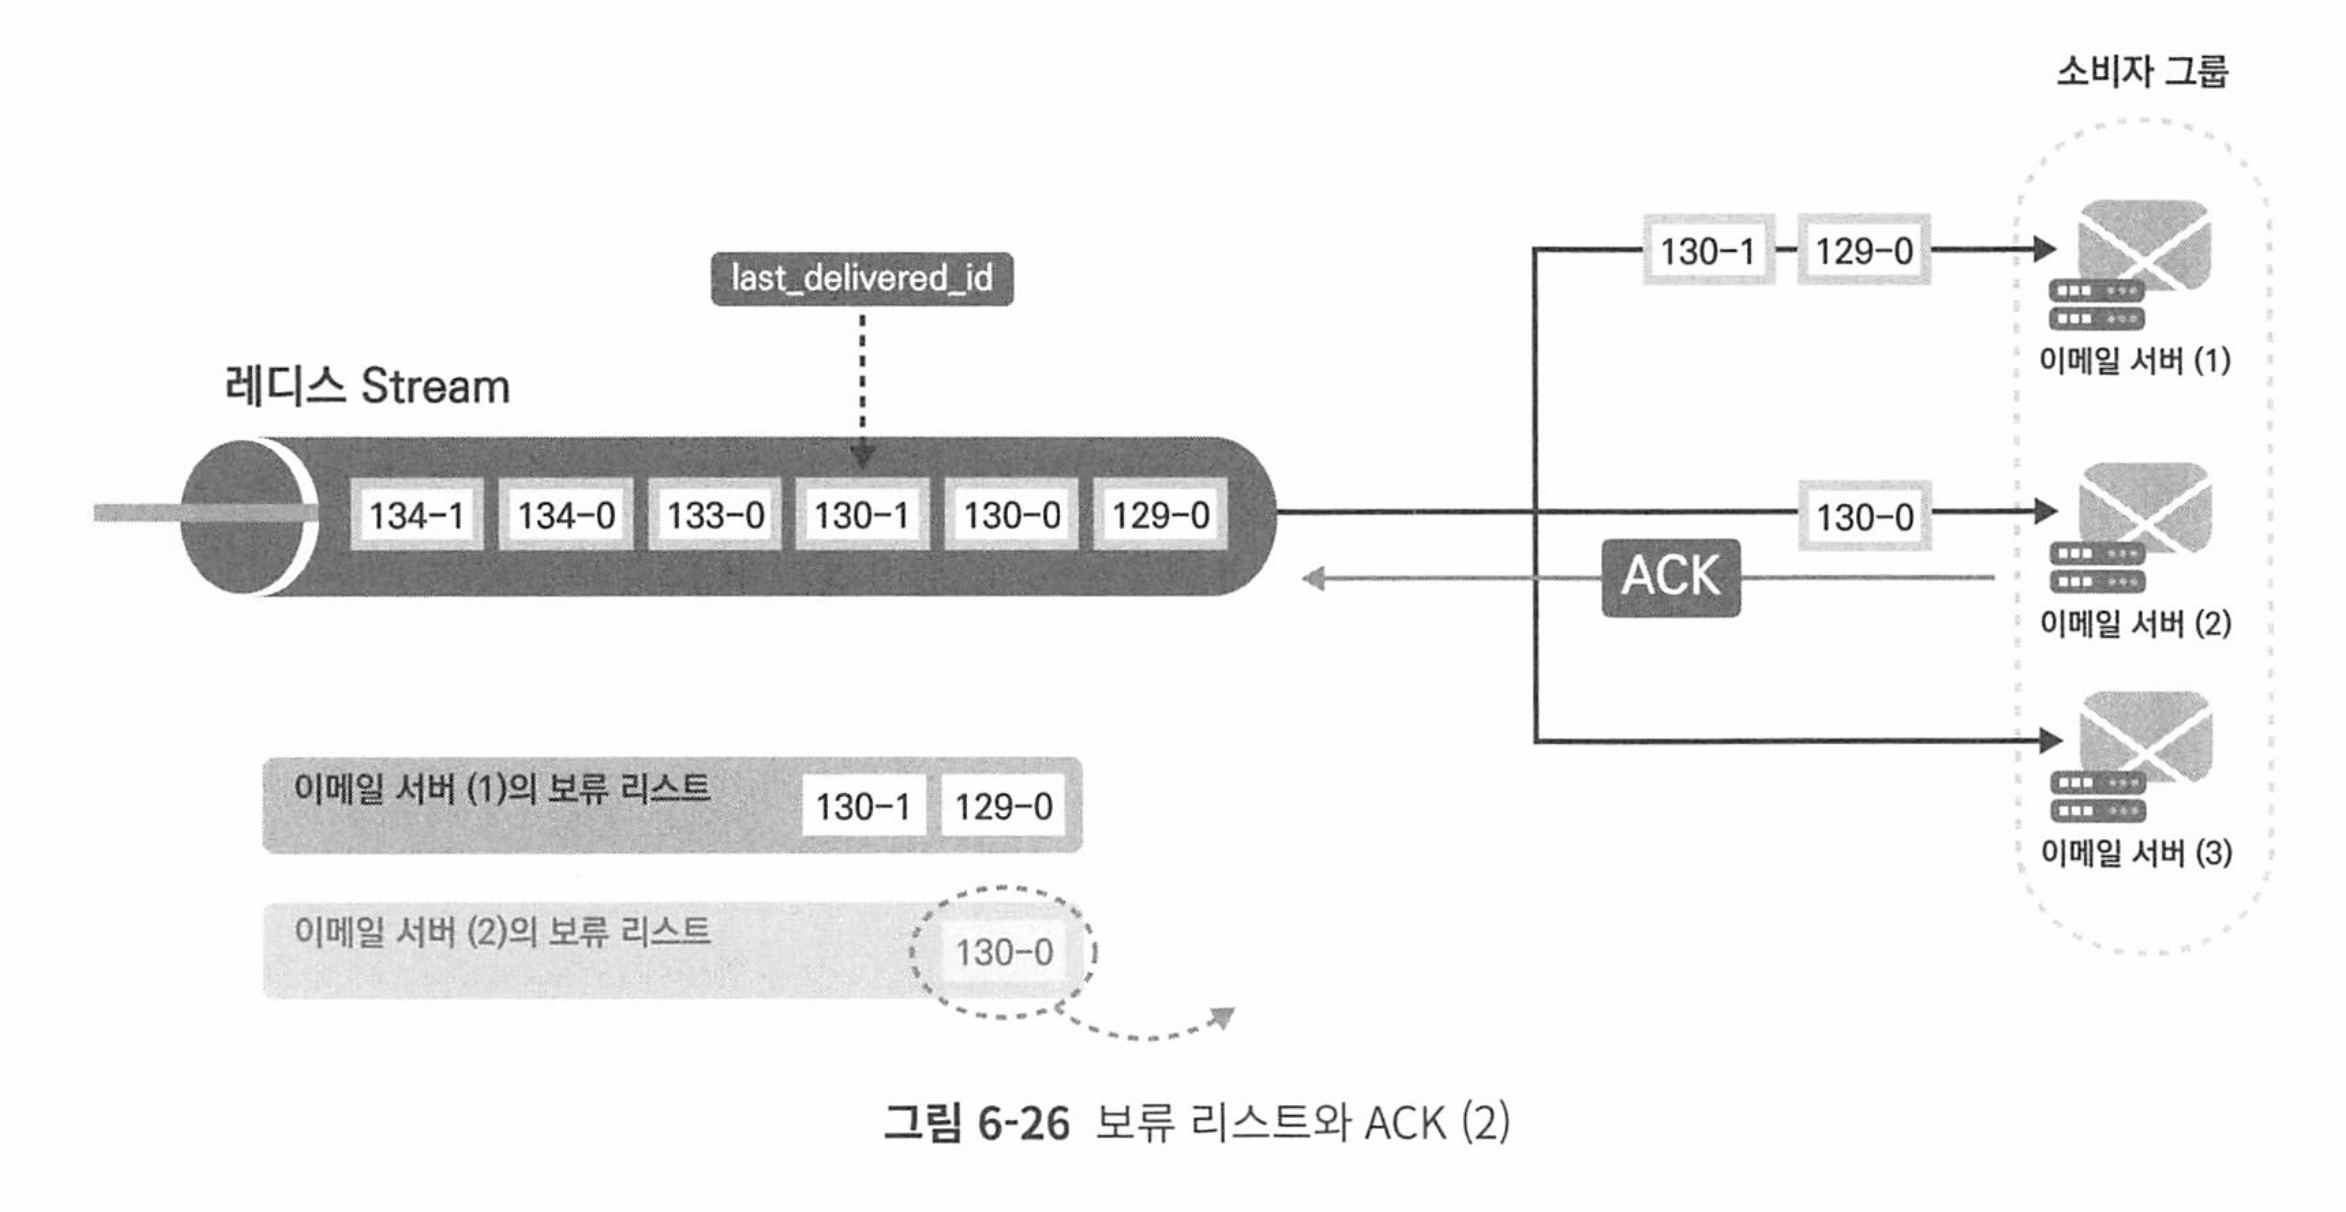 소비자 그룹
130-1
129-0
last_delivered_id
이메일 서버 (1)
레디스 Stream
134-1
134-0
133-0
130-1
130-0
129-0
130-0
ACK
이메일 서버 (2)
이메일 서버 (1)의 보류 리스트
130-1
129-0
이메일 서버 (3)
이메일 서버 (2)의 보류 리스트
130-0
그림 6-26 보류 리스트와 ACK (2)